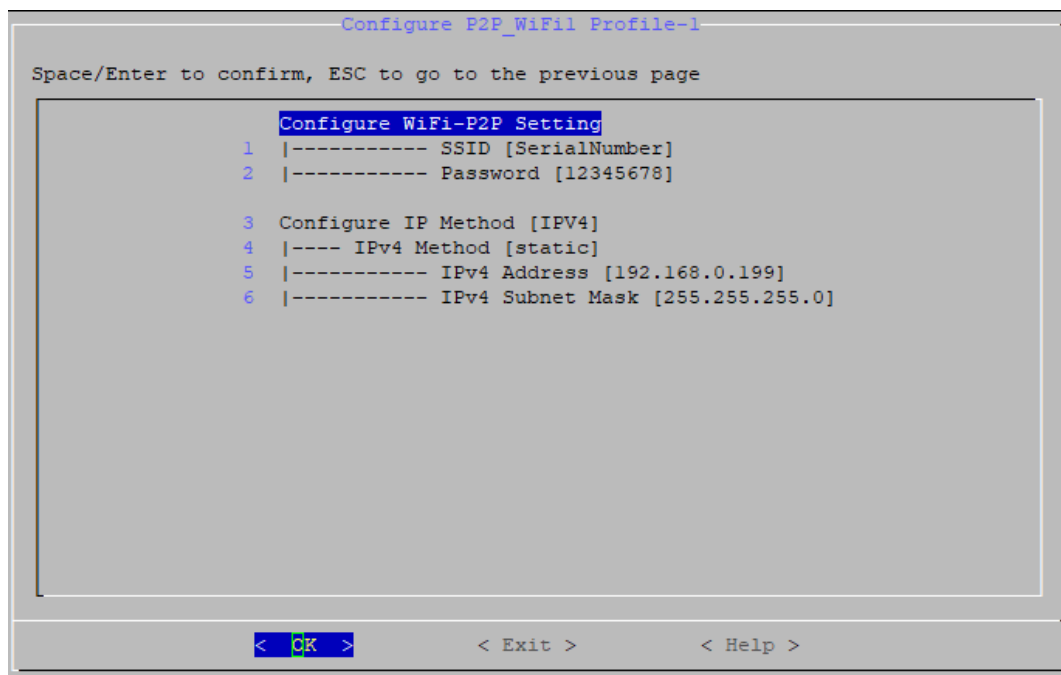 Configure P2P_WiFi1 Profile-1
Space/Enter to confirm, ESC to go to the previous page
Configure WiFi-P2P Setting
1 |----------- SSID [SerialNumber]
2 |----------- Password [12345678]
3 Configure IP Method [IPV4]
4 |---- IPv4 Method [static]
5 |----------- IPv4 Address [192.168.0.199]
6 |----------- IPv4 Subnet Mask [255.255.255.0]
< OK > < Exit > < Help >